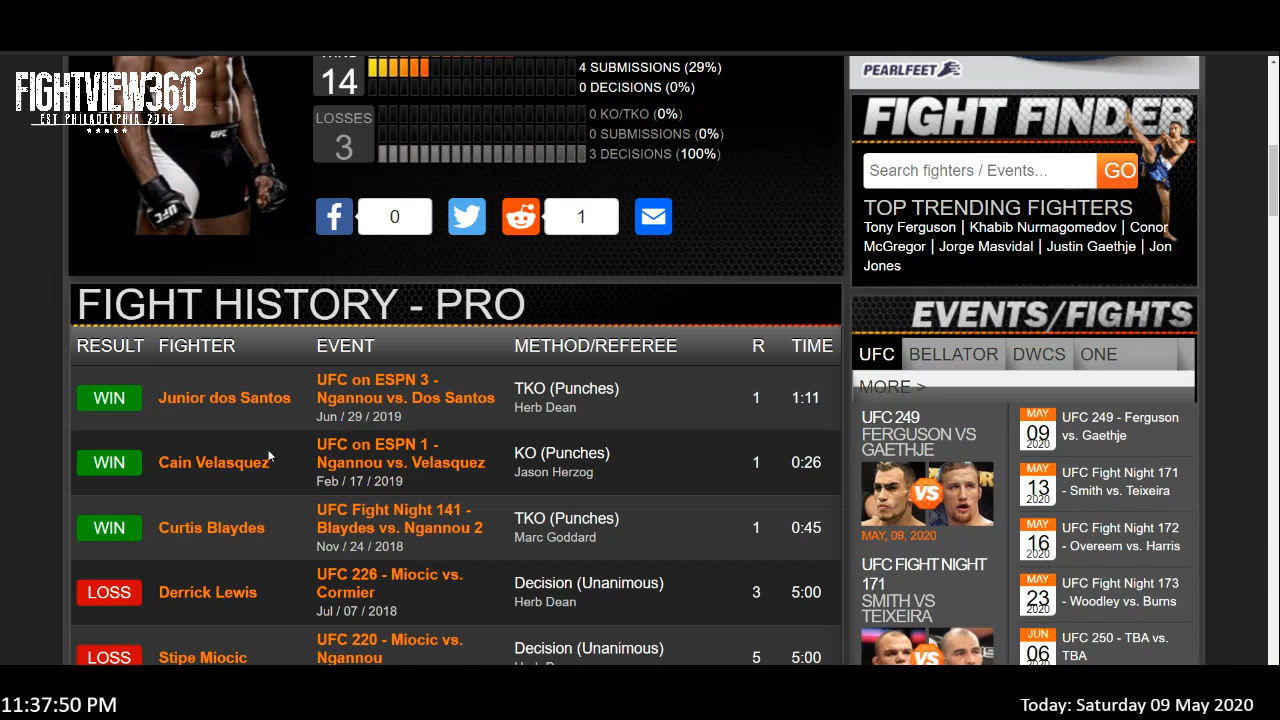 FIGHTVIEW360°
EST PHILADELPHIA 2016
UFC
UFC
14
4 SUBMISSIONS (29%)
0 DECISIONS (0%)
LOSSES
3
0 KO/TKO (0%)
0 SUBMISSIONS (0%)
3 DECISIONS (100%)
0
1
FIGHT HISTORY - PRO
RESULT FIGHTER EVENT METHOD/REFEREE R TIME
WIN Junior dos Santos UFC on ESPN 3 - Ngannou vs. Dos Santos TKO (Punches) 1 1:11
Jun / 29 / 2019 Herb Dean
WIN Cain Velasquez UFC on ESPN 1 - Ngannou vs. Velasquez KO (Punches) 1 0:26
Feb / 17 / 2019 Jason Herzog
WIN Curtis Blaydes UFC Fight Night 141 - Blaydes vs. Ngannou 2 TKO (Punches) 1 0:45
Nov / 24 / 2018 Marc Goddard
LOSS Derrick Lewis UFC 226 - Miocic vs. Cormier Decision (Unanimous) 3 5:00
Jul / 07 / 2018 Herb Dean
LOSS Stipe Miocic UFC 220 - Miocic vs. Ngannou Decision (Unanimous) 5 5:00
PEARLFEET
FIGHT FINDER
Search fighters / Events... GO
TOP TRENDING FIGHTERS
Tony Ferguson | Khabib Nurmagomedov | Conor
McGregor | Jorge Masvidal | Justin Gaethje | Jon
Jones
EVENTS/FIGHTS
UFC BELLATOR DWCS ONE
MORE >
UFC 249
FERGUSON VS
GAETHJE
VS
MAY, 09, 2020
UFC FIGHT NIGHT
171
SMITH VS
TEIXEIRA
VS
MAY 09 2020 UFC 249 - Ferguson
vs. Gaethje
MAY 13 2020 UFC Fight Night 171
- Smith vs. Teixeira
MAY 16 2020 UFC Fight Night 172
- Overeem vs. Harris
MAY 23 2020 UFC Fight Night 173
- Woodley vs. Burns
JUN 06 2020 UFC 250 - TBA vs.
TBA
11:37:50 PM
Today: Saturday 09 May 2020